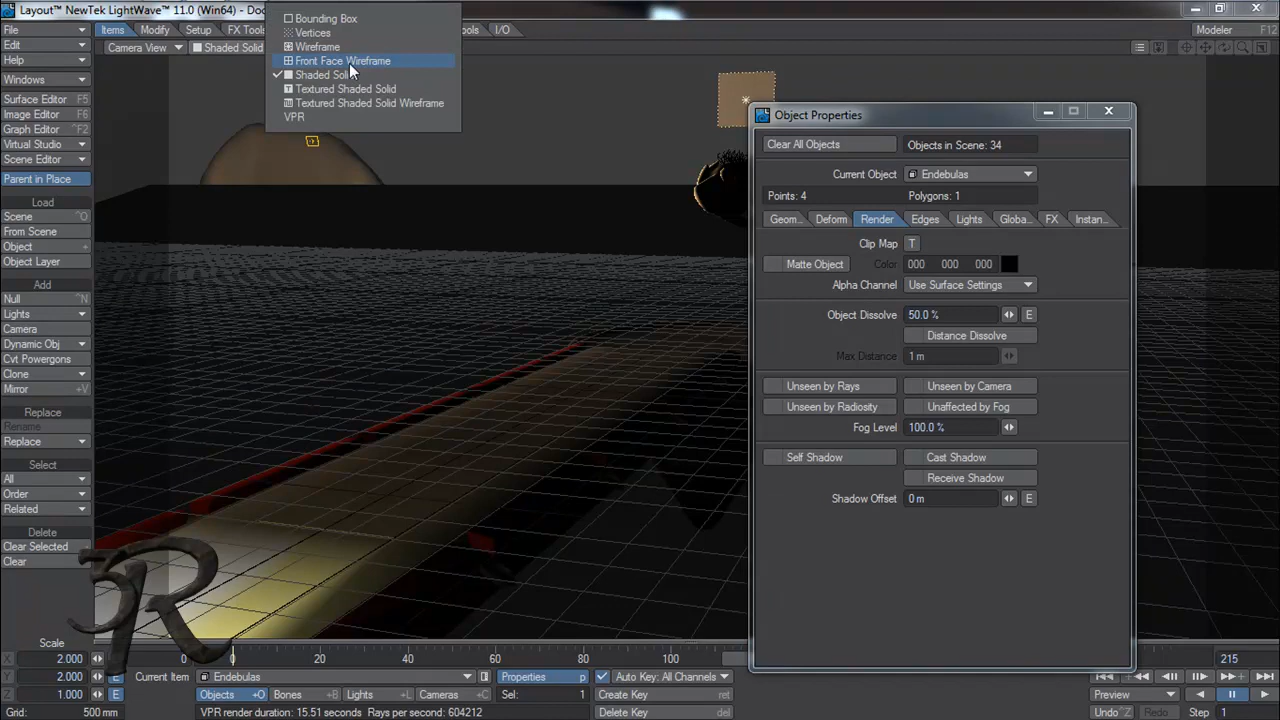 Layout™ NewTek LightWave™ 11.0 (Win64) - Doc
File
Items
Modify
Setup
FX Tools
ols
I/O
Modeler
F12
Bounding Box
Vertices
Wireframe
Front Face Wireframe
Shaded Soli
Textured Shaded Solid
Textured Shaded Solid Wireframe
VPR
Edit
Camera View
Shaded Solid
Help
Windows
Surface Editor F5
Image Editor F6
Graph Editor ^F2
Virtual Studio
Scene Editor
Parent in Place
Load
Scene ^O
From Scene
Object +
Object Layer
Add
Null ^N
Lights
Camera
Dynamic Obj
Cvt Powergons
Clone
Mirror +V
Replace
Rename
Replace
Select
All
Order
Related
Delete
Clear Selected -
Clear
Object Properties
Clear All Objects
Objects in Scene: 34
Current Object
Endebulas
Points: 4
Polygons: 1
Geom...
Deform
Render
Edges
Lights
Globa...
FX
Instan...
Clip Map T
Matte Object
Color 000 000 000
Alpha Channel Use Surface Settings
Object Dissolve 50.0 % E
Distance Dissolve
Max Distance 1 m
Unseen by Rays
Unseen by Camera
Unseen by Radiosity
Unaffected by Fog
Fog Level 100.0 %
Self Shadow
Cast Shadow
Receive Shadow
Shadow Offset 0 m E
R
Scale
X 2.000 0 0 20 40 60 80 100 215
Y 2.000 E Current Item Endebulas Properties p Auto Key: All Channels
Z 1.000 E Objects +O Bones +B Lights +L Cameras +C Sel: 1 Create Key ret Preview
Grid: 500 mm VPR render duration: 15.51 seconds Rays per second: 604212 Delete Key del Undo ^Z Redo Z Step 1